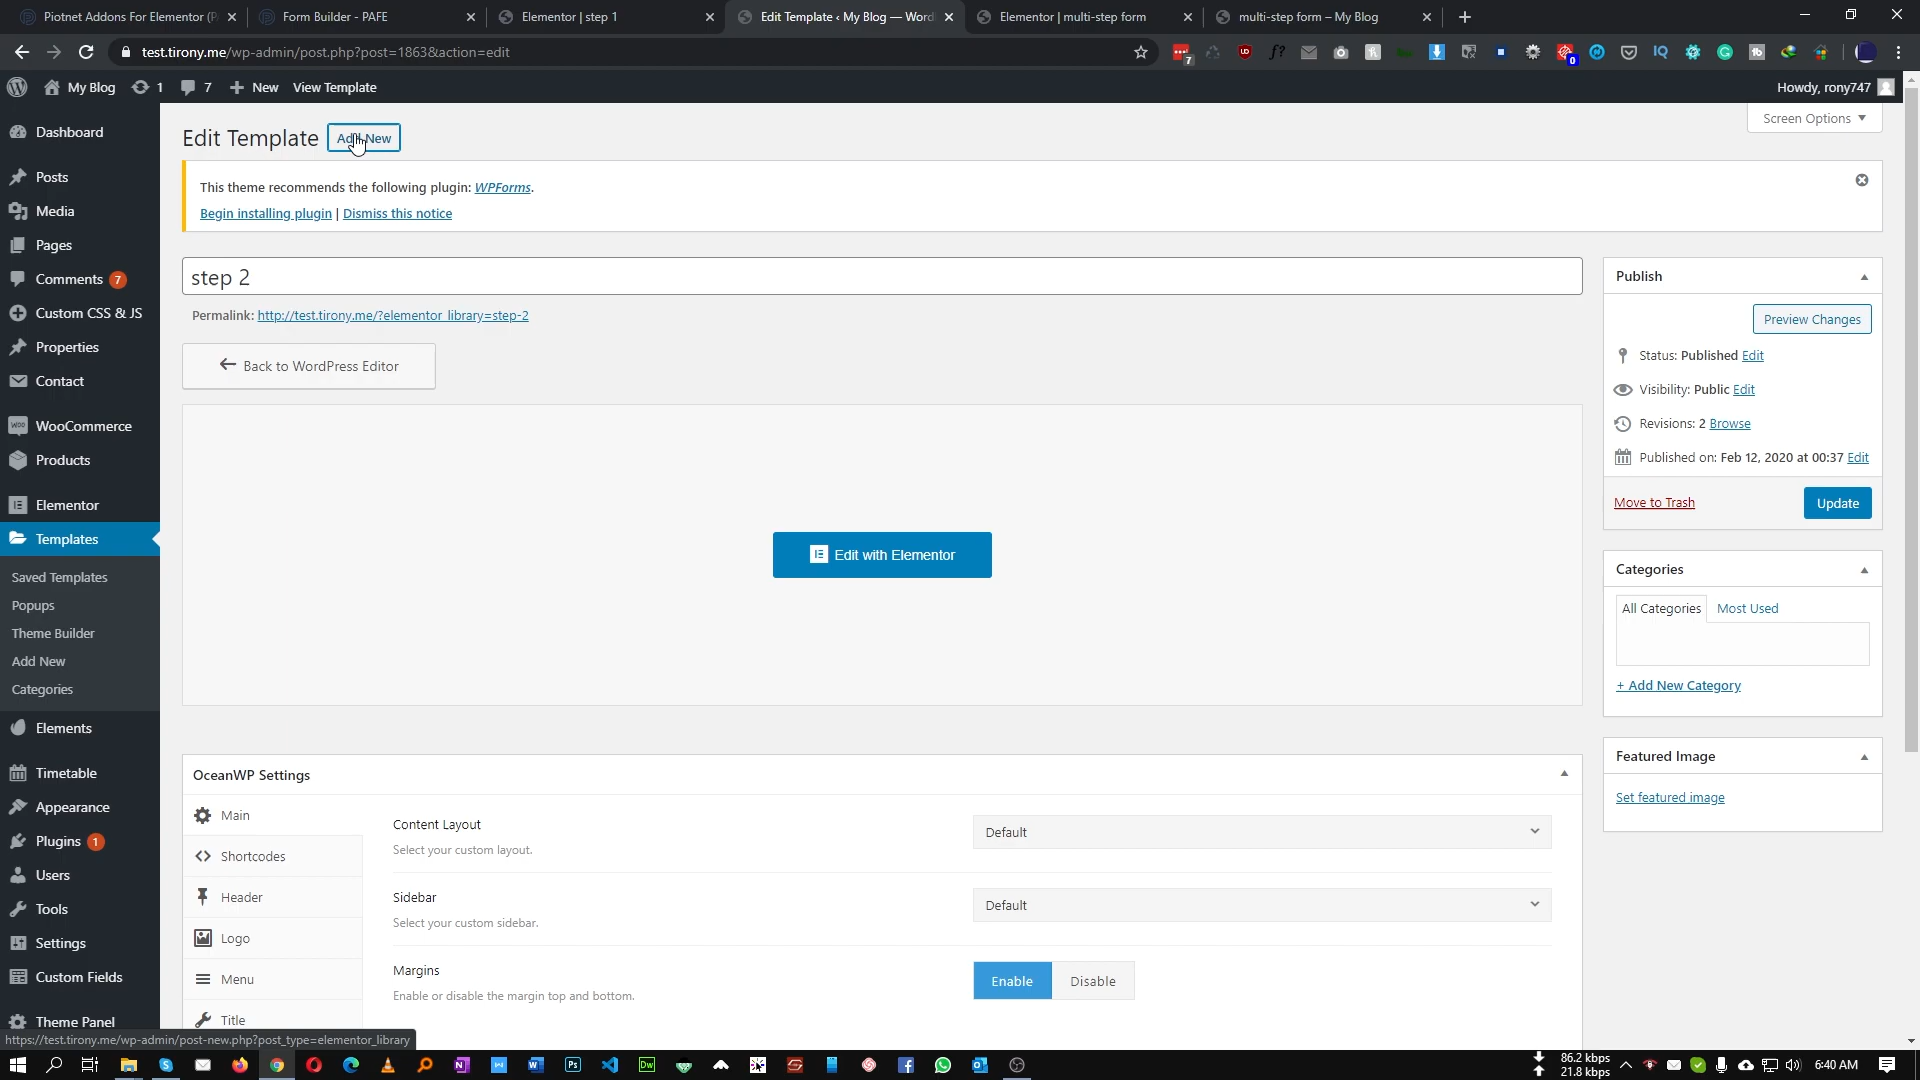 Piotnet Addons For Elementor (P
Form Builder - PAFE
Elementor | step 1
Edit Template ‹ My Blog — Word
Elementor | multi-step form
multi-step form – My Blog
test.tirony.me/wp-admin/post.php?post=1863&action=edit
7
0
My Blog
1
7
New
View Template
Howdy, rony747
Dashboard
Posts
Media
Pages
Comments 7
Custom CSS & JS
Properties
Contact
WooCommerce
Products
Elementor
Templates
Saved Templates
Popups
Theme Builder
Add New
Categories
Elements
Timetable
Appearance
Plugins 1
Users
Tools
Settings
Custom Fields
Theme Panel
Edit Template
Add New
Screen Options
This theme recommends the following plugin: WPForms.
Begin installing plugin | Dismiss this notice
step 2
Permalink: http://test.tirony.me/?elementor_library=step-2
Back to WordPress Editor
Edit with Elementor
Publish
Preview Changes
Status: Published Edit
Visibility: Public Edit
Revisions: 2 Browse
Published on: Feb 12, 2020 at 00:37 Edit
Move to Trash
Update
Categories
All Categories
Most Used
+ Add New Category
Featured Image
Set featured image
OceanWP Settings
Main
Shortcodes
Header
Logo
Menu
Title
Content Layout
Select your custom layout.
Default
Sidebar
Select your custom sidebar.
Default
Margins
Enable or disable the margin top and bottom.
Enable
Disable
https://test.tirony.me/wp-admin/post-new.php?post_type=elementor_library
86.2 kbps
21.8 kbps
6:40 AM